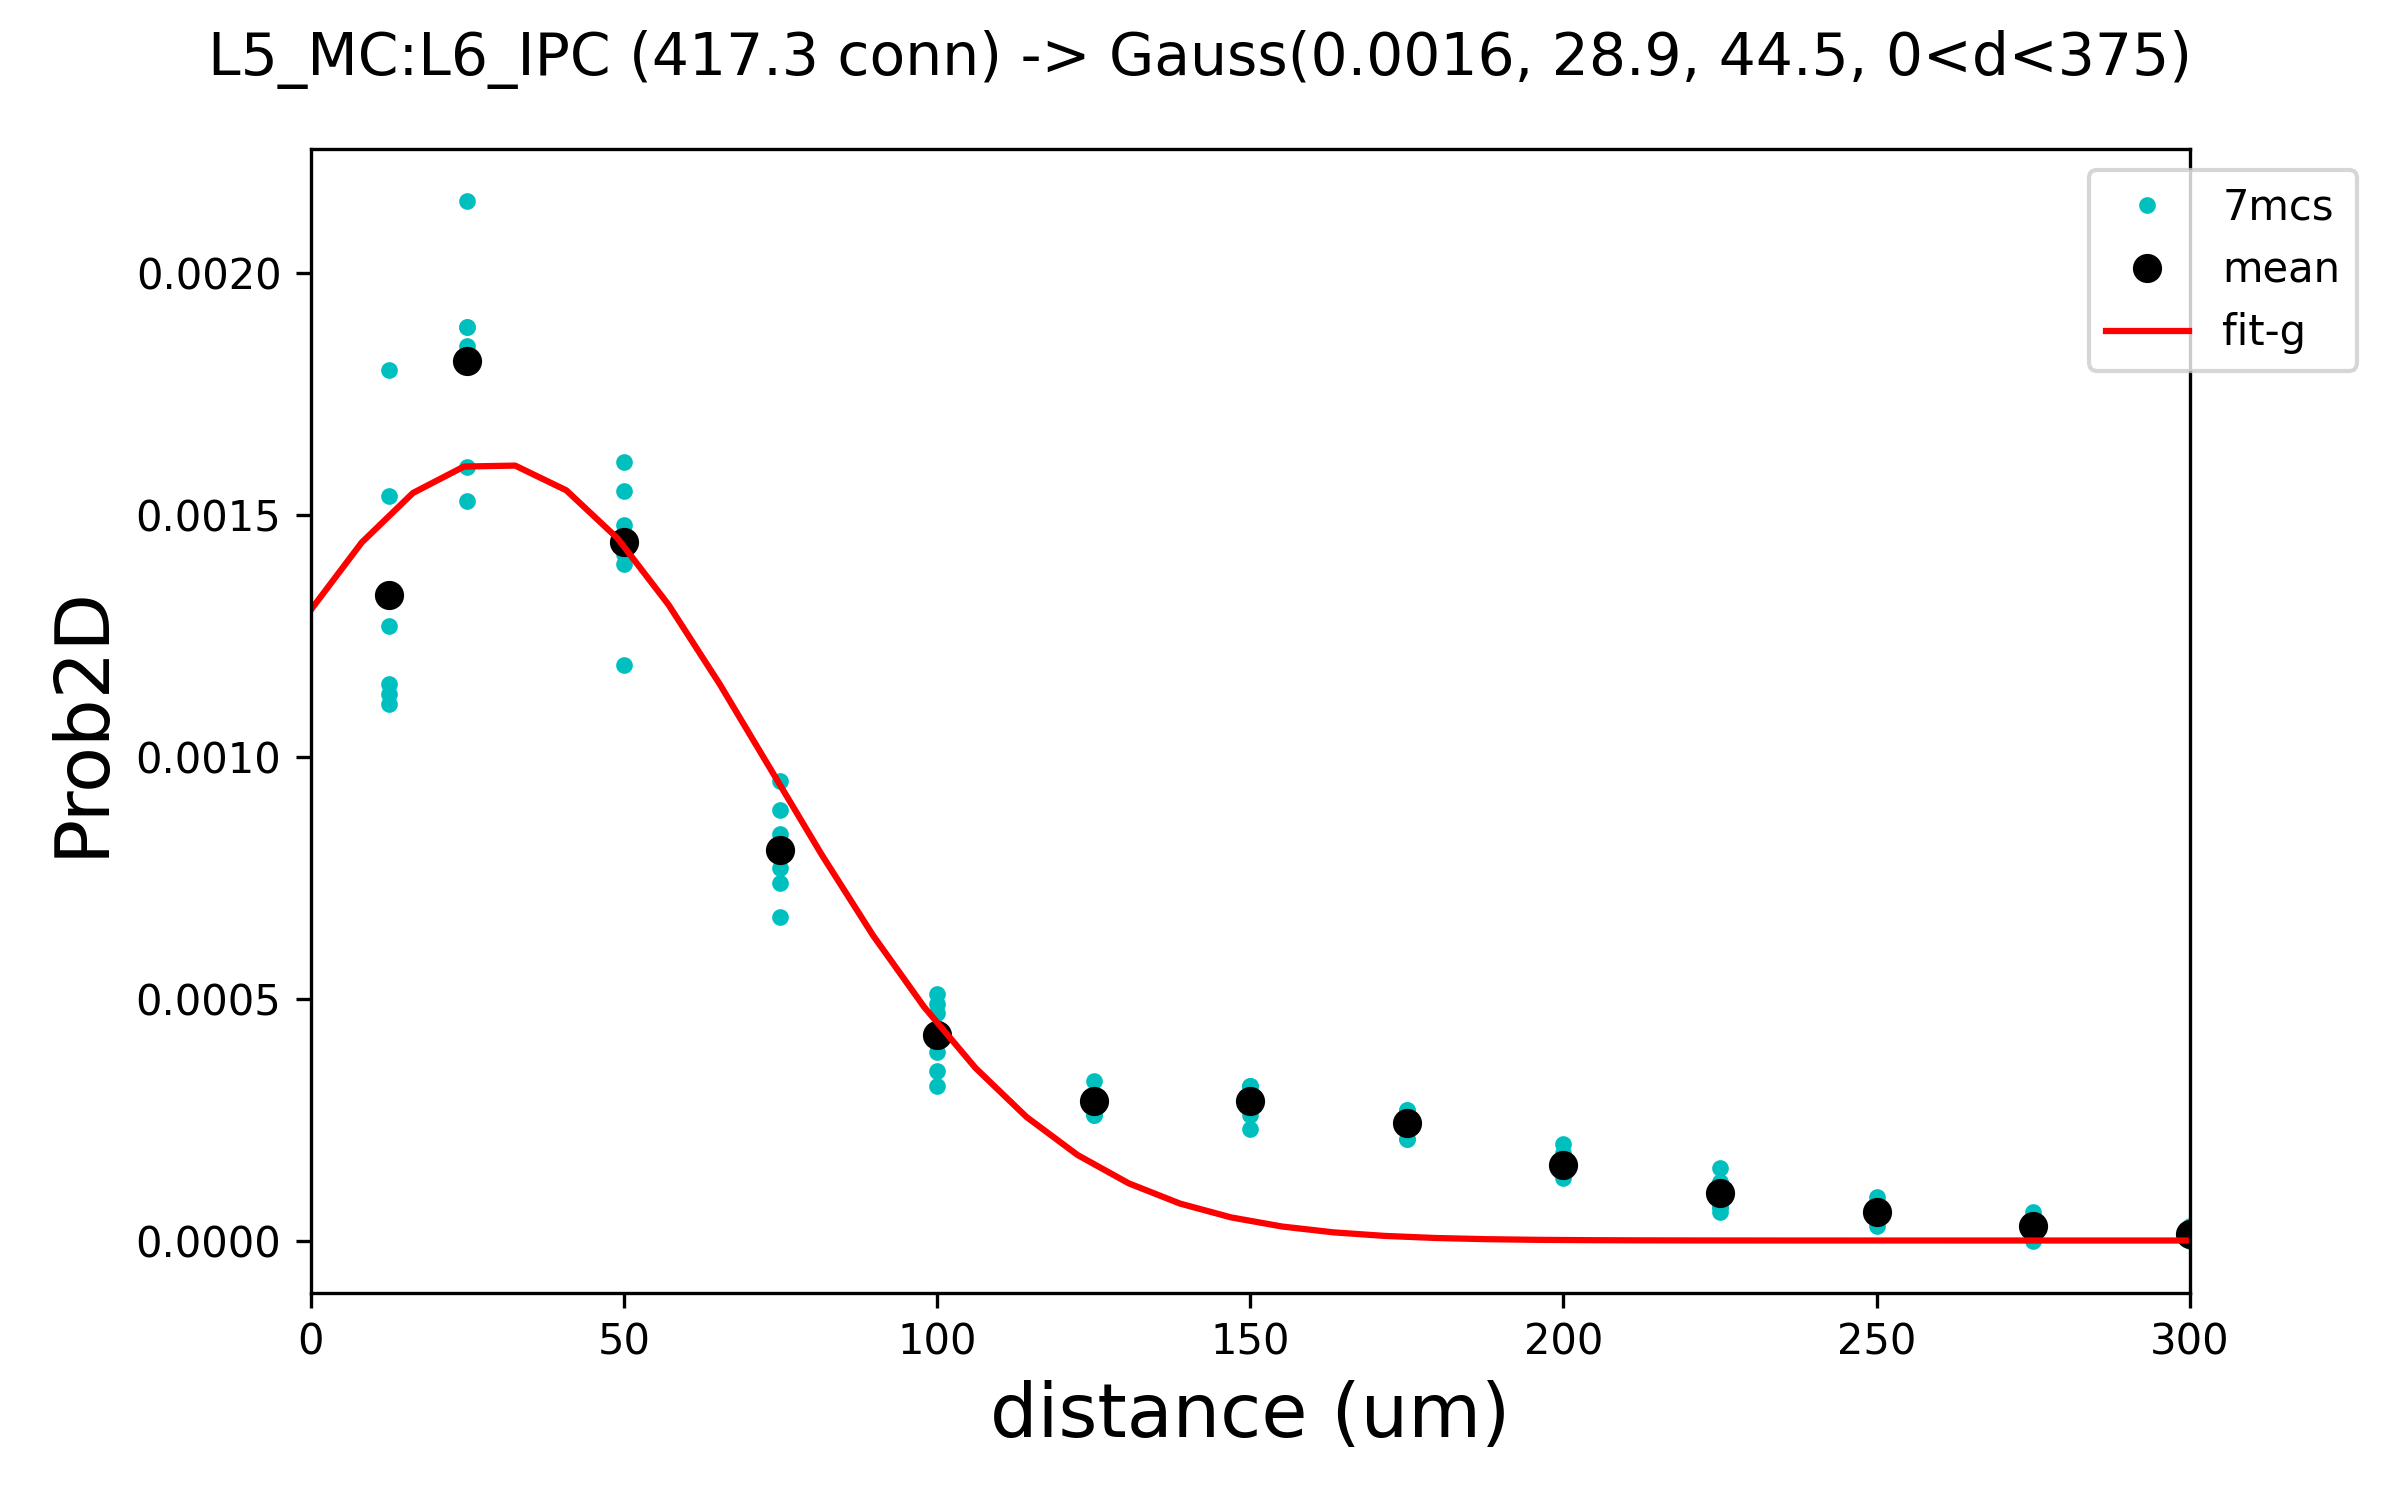 L5_MC:L6_IPC (417.3 conn) -> Gauss(0.0016, 28.9, 44.5, 0<d<375)
7mcs
mean
fit-g
Prob2D
0.0020
0.0015
0.0010
0.0005
0.0000
0 50 100 150 200 250 300
distance (um)